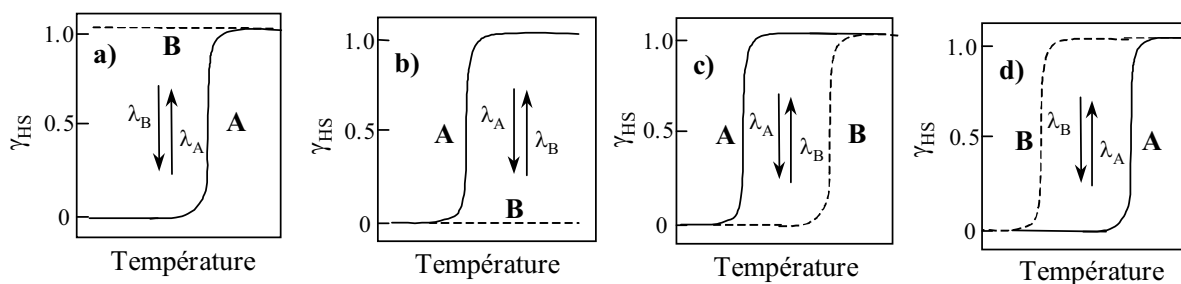 a)
1.0
0.5
0
γHS
B
A
λB
λA
Température
b)
1.0
0.5
0
γHS
A
B
λA
λB
Température
c)
1.0
0.5
0
γHS
A
B
λA
λB
Température
d)
1.0
0.5
0
γHS
B
A
λB
λA
Température